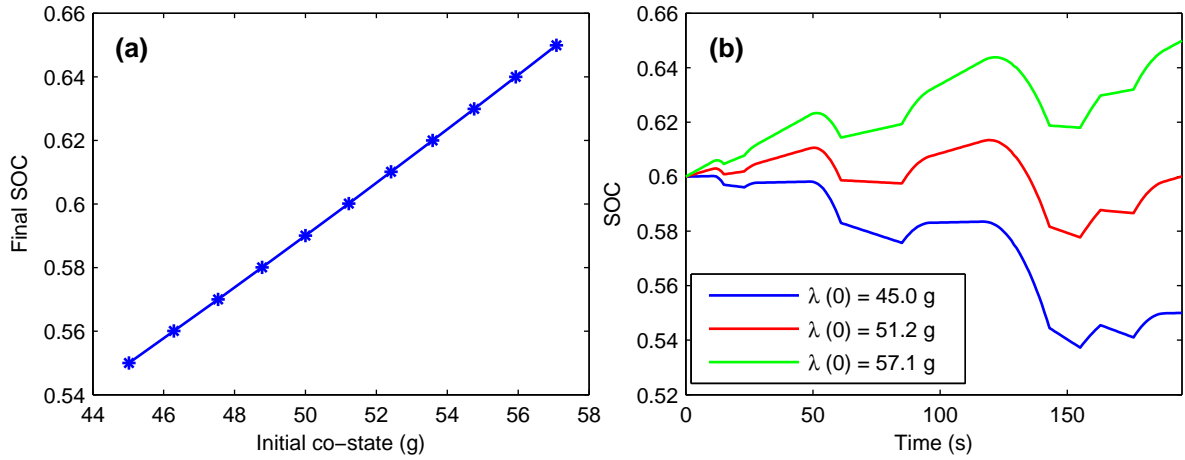 (a)
0.66
0.64
0.62
0.6
0.58
0.56
0.54
Final SOC
44 46 48 50 52 54 56 58
Initial co−state (g)
(b)
0.66
0.64
0.62
0.6
0.58
0.56
0.54
0.52
SOC
λ (0) = 45.0 g
λ (0) = 51.2 g
λ (0) = 57.1 g
0 50 100 150
Time (s)